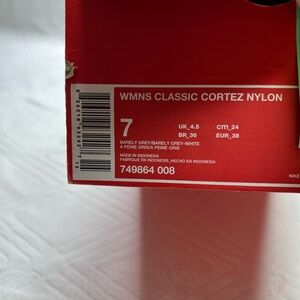 WMNS CLASSIC CORTEZ NYLON
7
UK_4.5 cm_24
BR_36 EUR_38
BARELY GREY/BARELY GREY-WHITE
A PEINE GRIS/A PEINE GRIS
MADE IN INDONESIA
FABRIQUE EN INDONESIE_HECHO EN INDONESIA
749864 008
NIKE